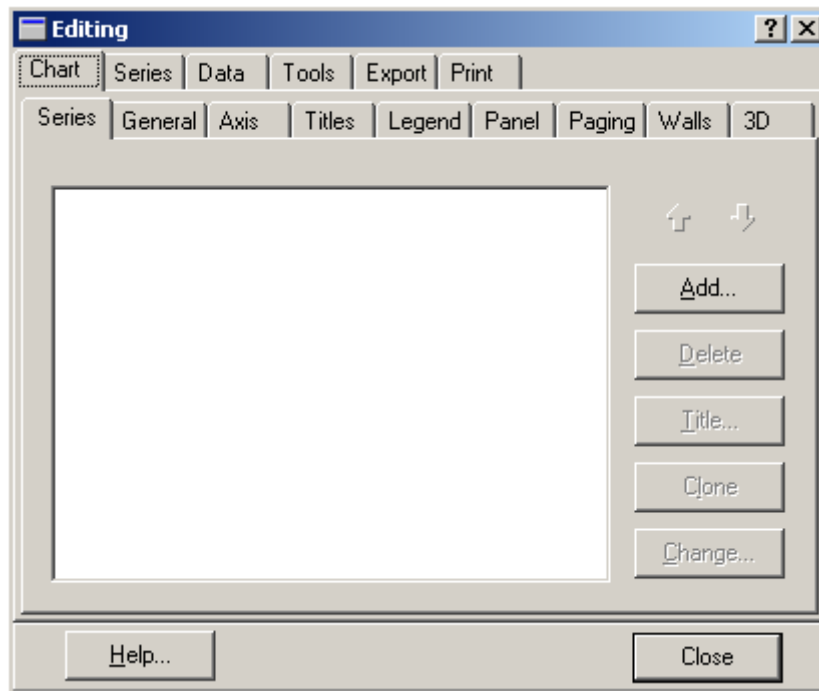 Editing
Chart Series Data Tools Export Print
Series General Axis Titles Legend Panel Paging Walls 3D
Add...
Delete
Title...
Clone
Change...
Help... Close